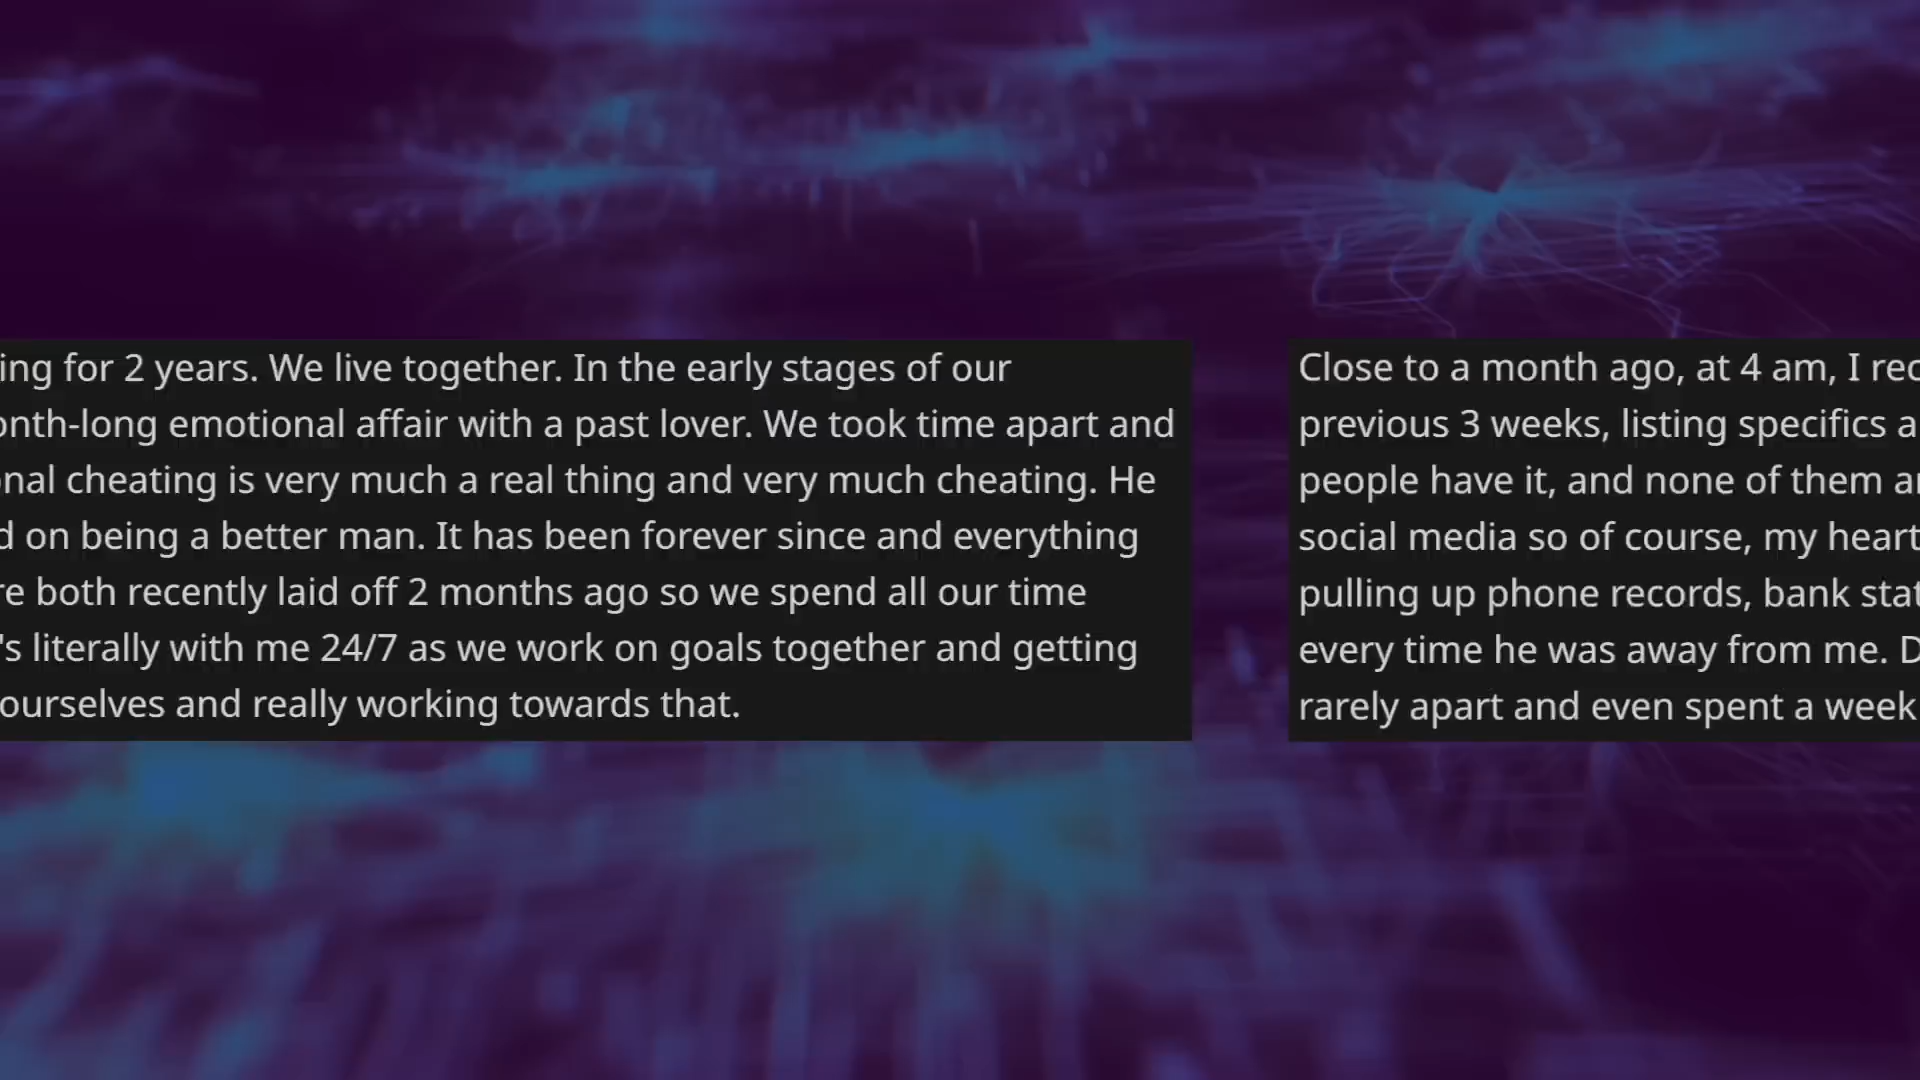 ing for 2 years. We live together. In the early stages of our
onth-long emotional affair with a past lover. We took time apart and
onal cheating is very much a real thing and very much cheating. He
d on being a better man. It has been forever since and everything
re both recently laid off 2 months ago so we spend all our time
's literally with me 24/7 as we work on goals together and getting
ourselves and really working towards that.
Close to a month ago, at 4 am, I rec
previous 3 weeks, listing specifics a
people have it, and none of them ar
social media so of course, my heart
pulling up phone records, bank stat
every time he was away from me. D
rarely apart and even spent a week